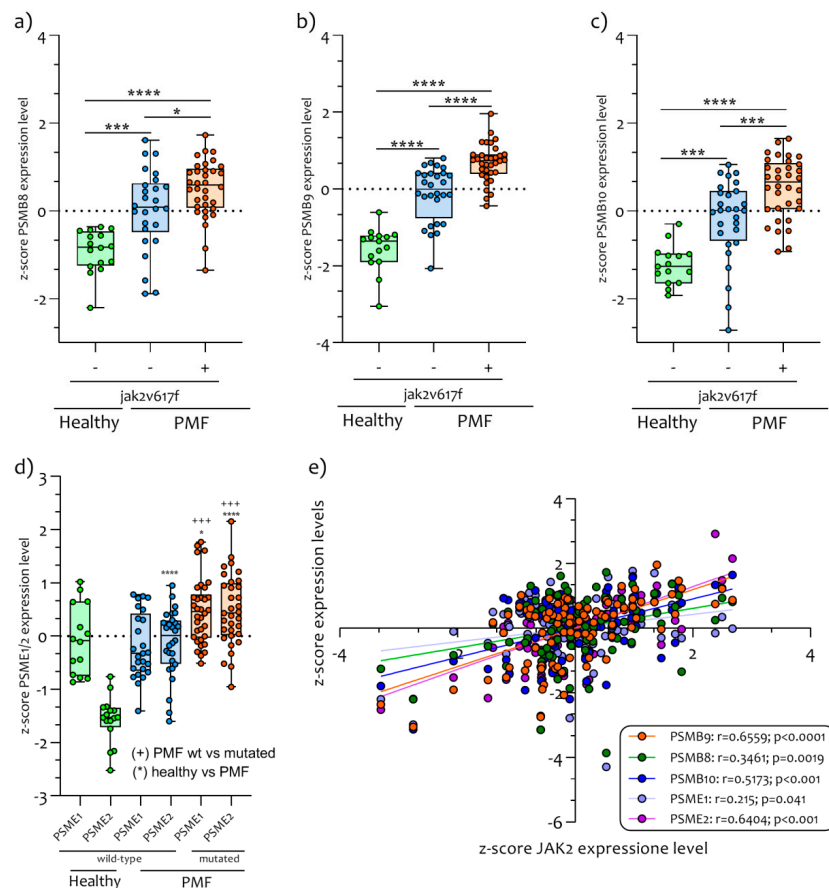 a)
b)
c)
z-score PSMB8 expression level
4
2
0
-2
****
***
*
-
-
+
jak2v617f
Healthy
PMF
z-score PSMB9 expression level
4
2
0
-2
-4
****
****
****
-
-
+
jak2v617f
Healthy
PMF
z-score PSMB10 expression level
4
2
0
-2
****
***
***
-
-
+
jak2v617f
Healthy
PMF
d)
z-score PSME1/2 expression level
3
2
1
0
-1
-2
-3
****
+++
*
+++
****
(+) PMF wt vs mutated
(*) healthy vs PMF
PSME1
PSME2
PSME1
PSME2
PSME1
PSME2
wild-type
mutated
Healthy
PMF
e)
z-score expression levels
4
2
-4
-2
2
4
-2
-4
-6
PSMB9: r=0.6559; p<0.0001
PSMB8: r=0.3461; p=0.0019
PSMB10: r=0.5173; p<0.001
PSME1: r=0.215; p=0.041
PSME2: r=0.6404; p<0.001
z-score JAK2 expressione level